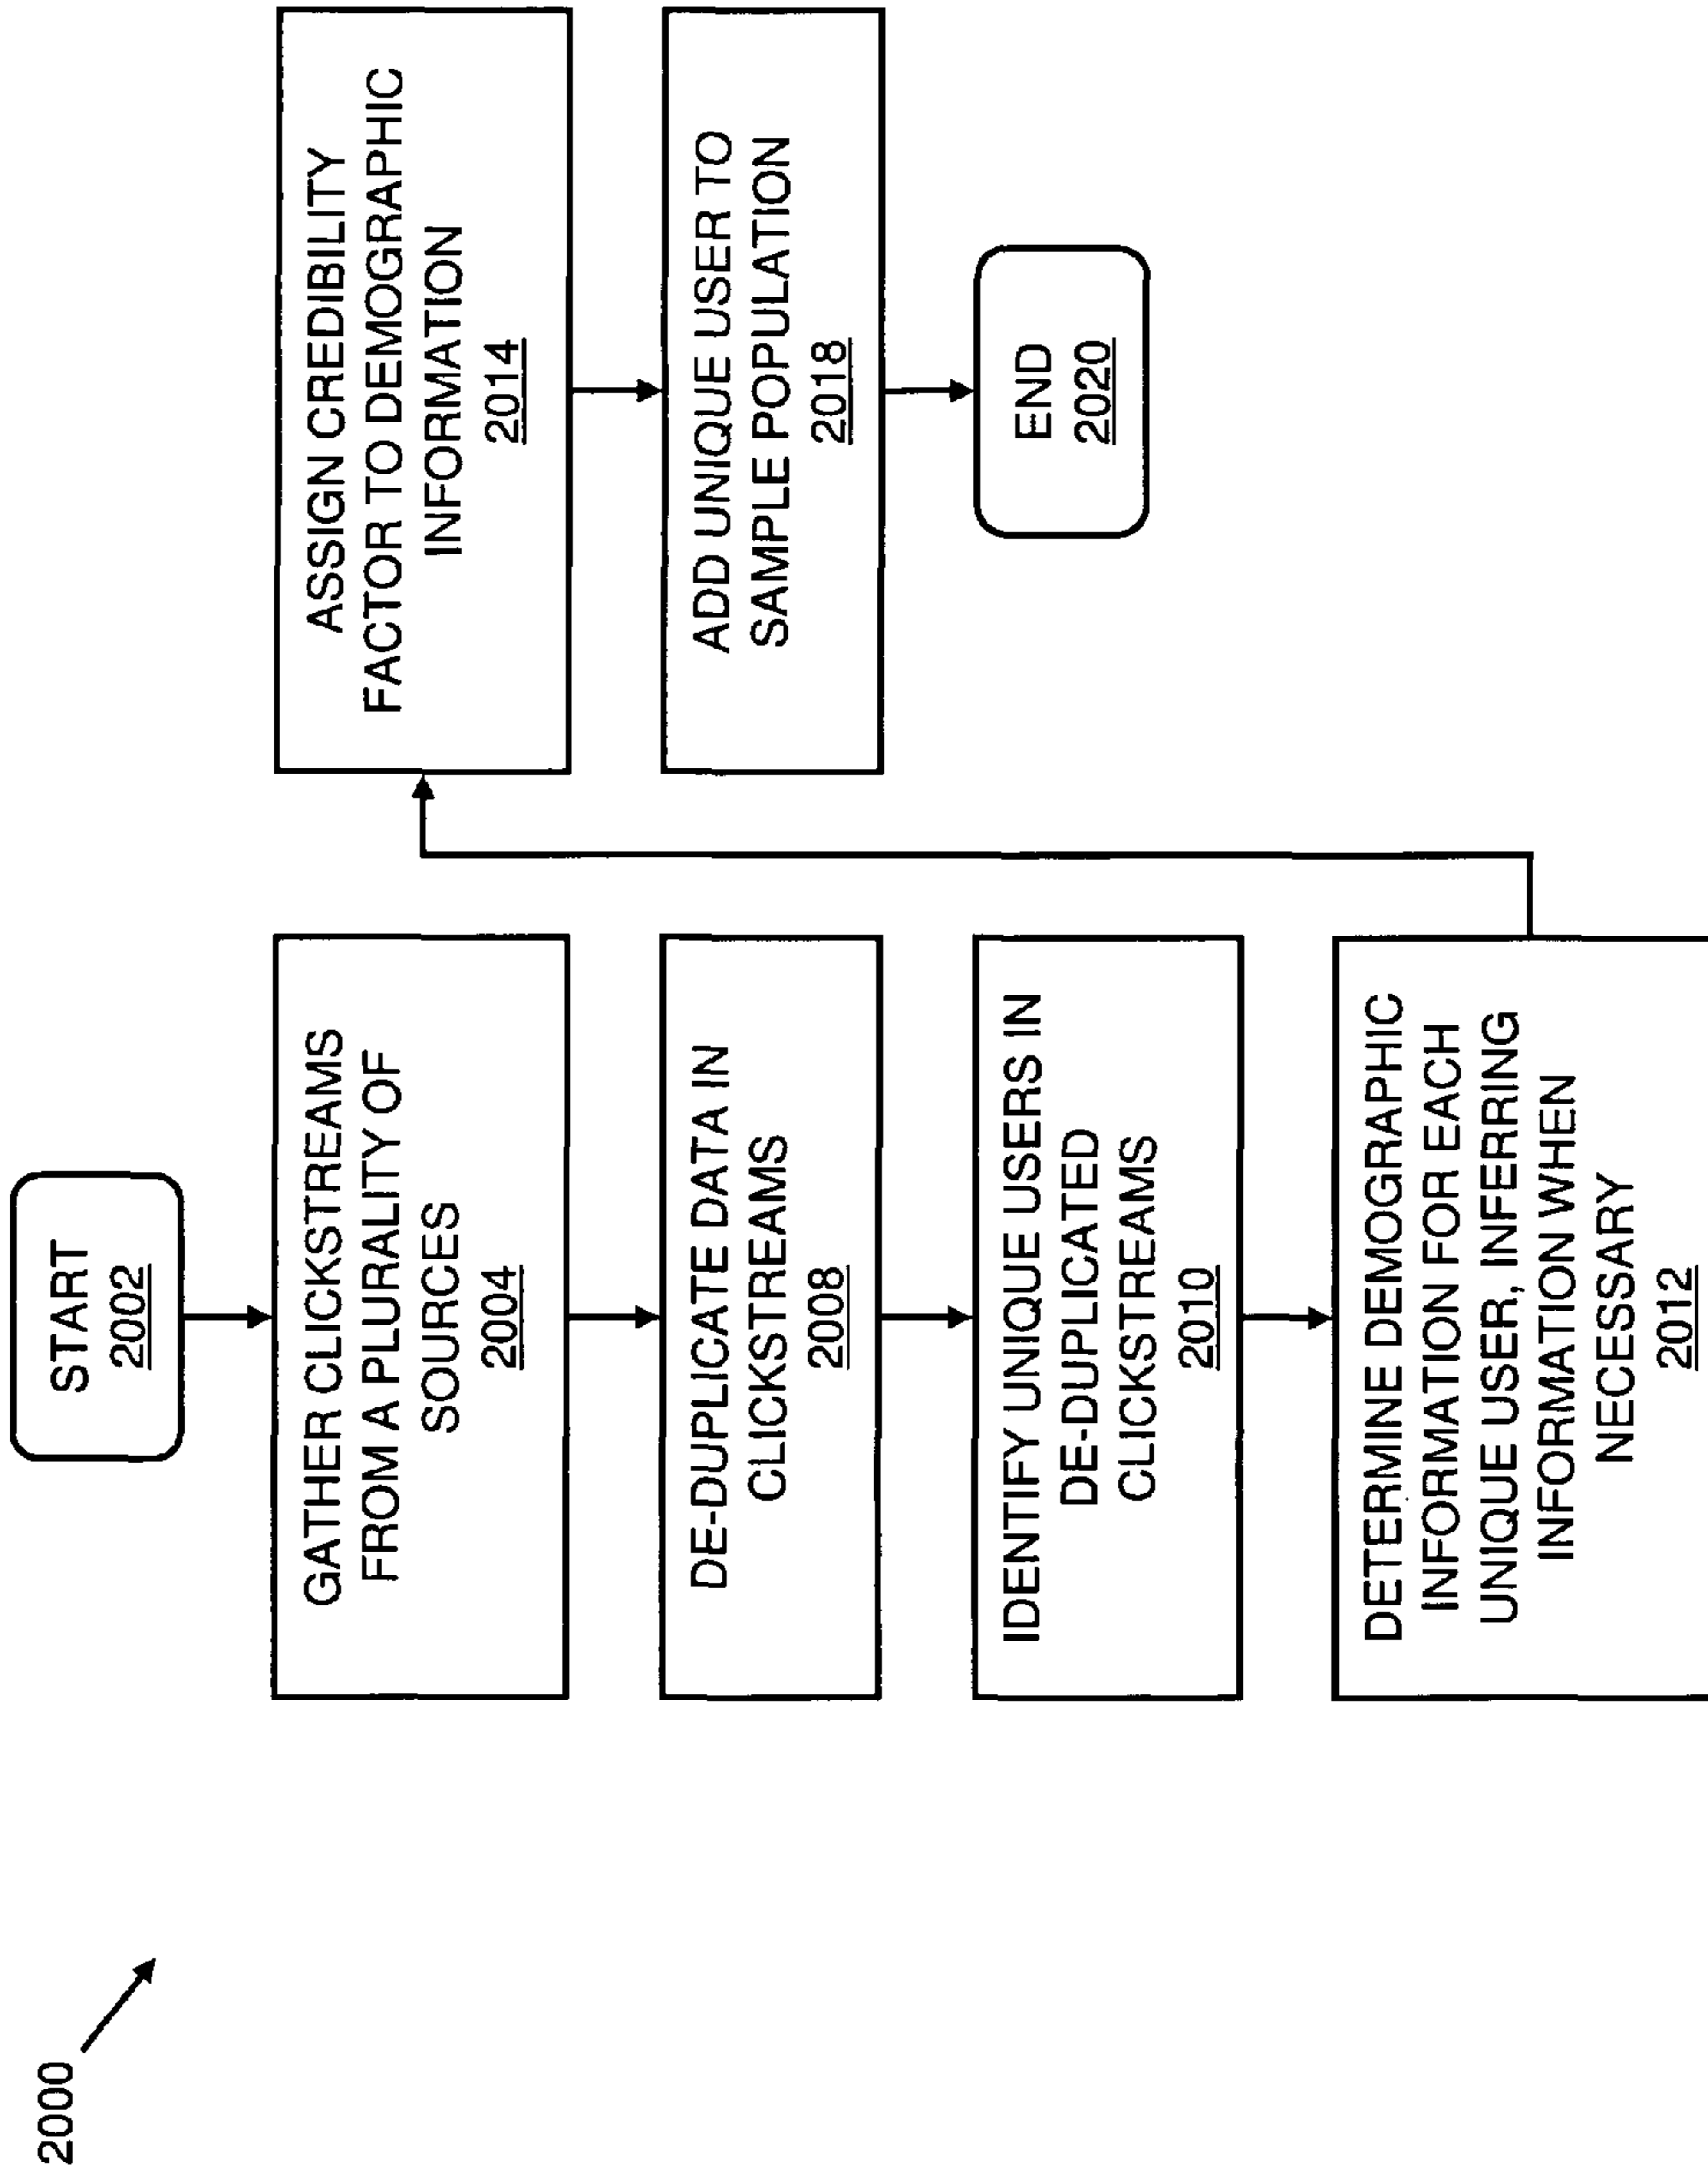 2000
START
2002
GATHER CLICKSTREAMS
FROM A PLURALITY OF
SOURCES
2004
DE-DUPLICATE DATA IN
CLICKSTREAMS
2008
IDENTIFY UNIQUE USERS IN
DE-DUPLICATED
CLICKSTREAMS
2010
DETERMINE DEMOGRAPHIC
INFORMATION FOR EACH
UNIQUE USER, INFERRING
INFORMATION WHEN
NECESSARY
2012
ASSIGN CREDIBILITY
FACTOR TO DEMOGRAPHIC
INFORMATION
2014
ADD UNIQUE USER TO
SAMPLE POPULATION
2018
END
2020